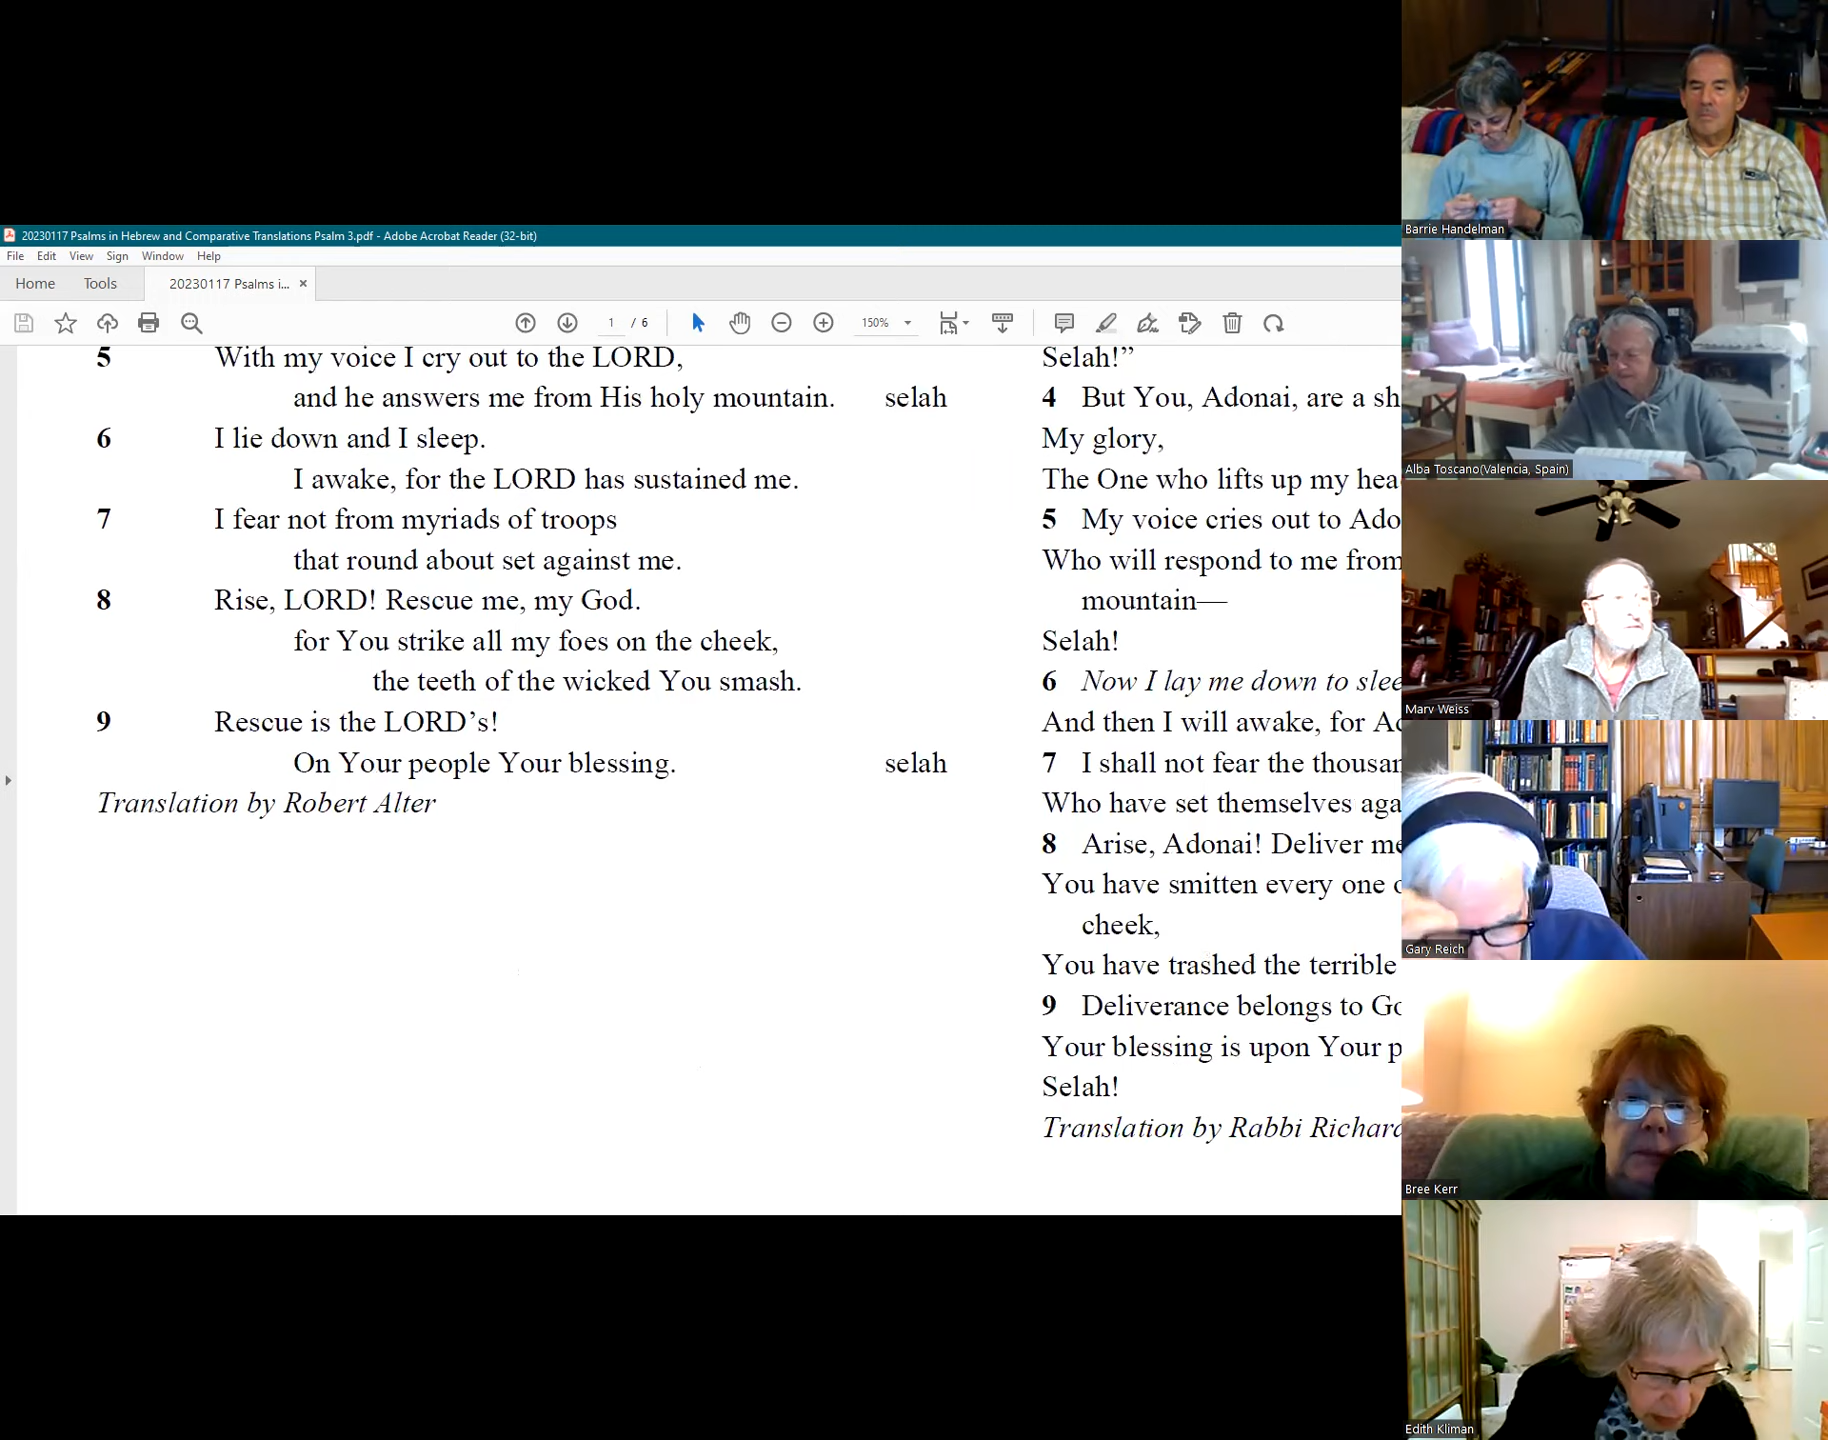 20230117 Psalms in Hebrew and Comparative Translations Psalm 3.pdf - Adobe Acrobat Reader (32-bit)
File Edit View Sign Window Help
Home Tools 20230117 Psalms i... ×
1 / 6 150%
5 With my voice I cry out to the LORD,
and he answers me from His holy mountain. selah
6 I lie down and I sleep.
I awake, for the LORD has sustained me.
7 I fear not from myriads of troops
that round about set against me.
8 Rise, LORD! Rescue me, my God.
for You strike all my foes on the cheek,
the teeth of the wicked You smash.
9 Rescue is the LORD’s!
On Your people Your blessing. selah
Translation by Robert Alter
Selah!”
4 But You, Adonai, are a sh
My glory,
The One who lifts up my hea
5 My voice cries out to Ado
Who will respond to me from
mountain—
Selah!
6 Now I lay me down to slee
And then I will awake, for Ad
7 I shall not fear the thousan
Who have set themselves aga
8 Arise, Adonai! Deliver me
You have smitten every one o
cheek,
You have trashed the terrible
9 Deliverance belongs to Go
Your blessing is upon Your p
Selah!
Translation by Rabbi Richard
Barrie Handelman
Alba Toscano(Valencia, Spain)
Marv Weiss
Gary Reich
Bree Kerr
Edith Kliman